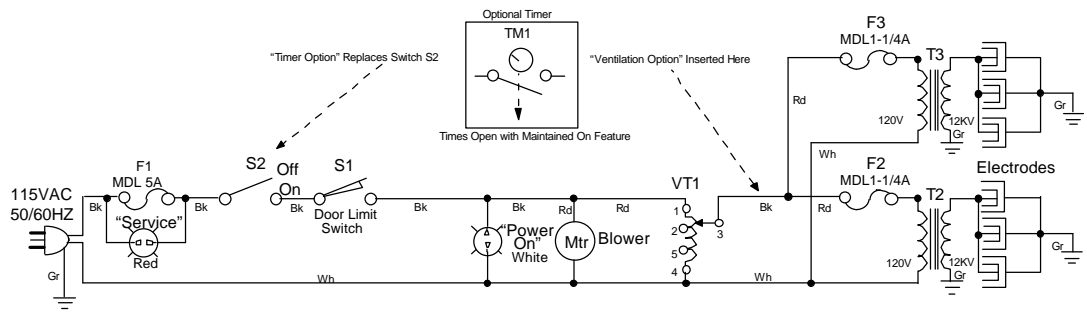 Optional Timer
TM1
"Timer Option" Replaces Switch S2
"Ventilation Option" Inserted Here
Times Open with Maintained On Feature
F3
MDL1-1/4A
T3
Rd
120V
12KV
Gr
Gr
Wh
Electrodes
115VAC
50/60HZ
F1
MDL 5A
Bk
"Service"
Red
Bk
S2
Off
On
Bk
S1
Door Limit
Switch
Bk
Bk
"Power
On"
White
Rd
Mtr
Blower
Rd
VT1
1
2
5
4
3
Bk
Rd
F2
MDL1-1/4A
T2
120V
12KV
Gr
Gr
Gr
Wh
Wh